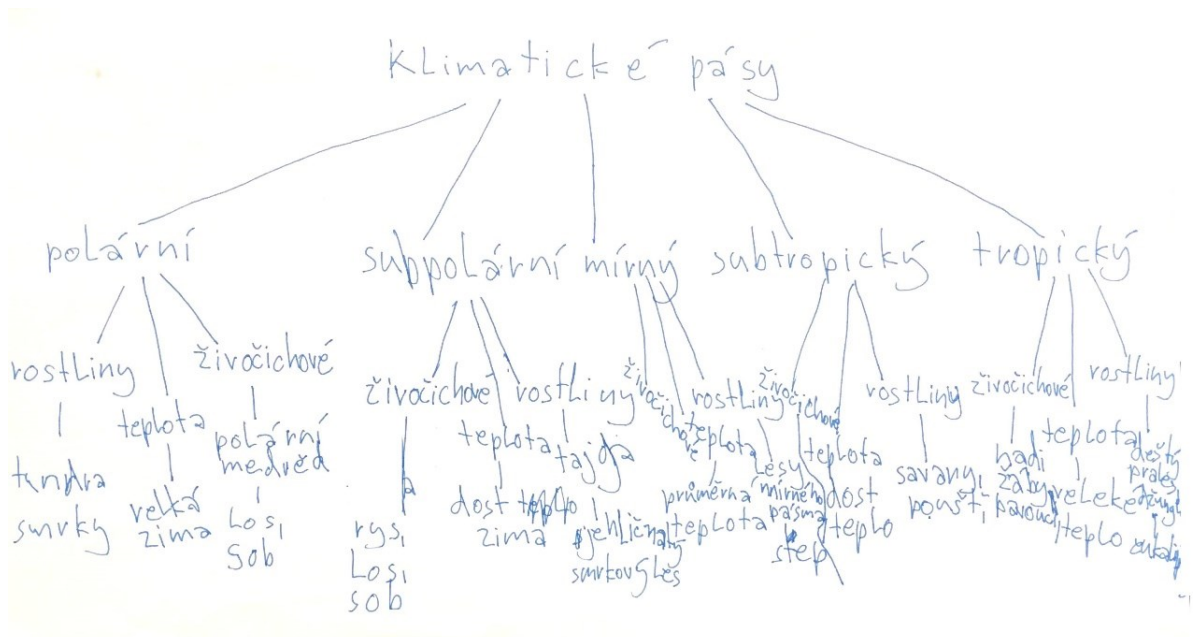 Klimatické pásy
polární
subpolární
mírný
subtropický
tropický
rostliny
tundra
smrky
teplota
velká
zima
živočichové
polární
medvěd
Los,
sob
živočichové
rys,
Los,
sob
teplota
dost
zima
rostliny
tajga
jehličnatý
smrkový les
živočichové
teplota
průměrná
teplota
rostliny
Lesy
mírného
pásma
step
živočichové
teplota
dost
teplo
rostliny
savany,
poušť,
živočichové
hadi
žáby
pavouci
teplota
veleké
teplo
rostliny
prales